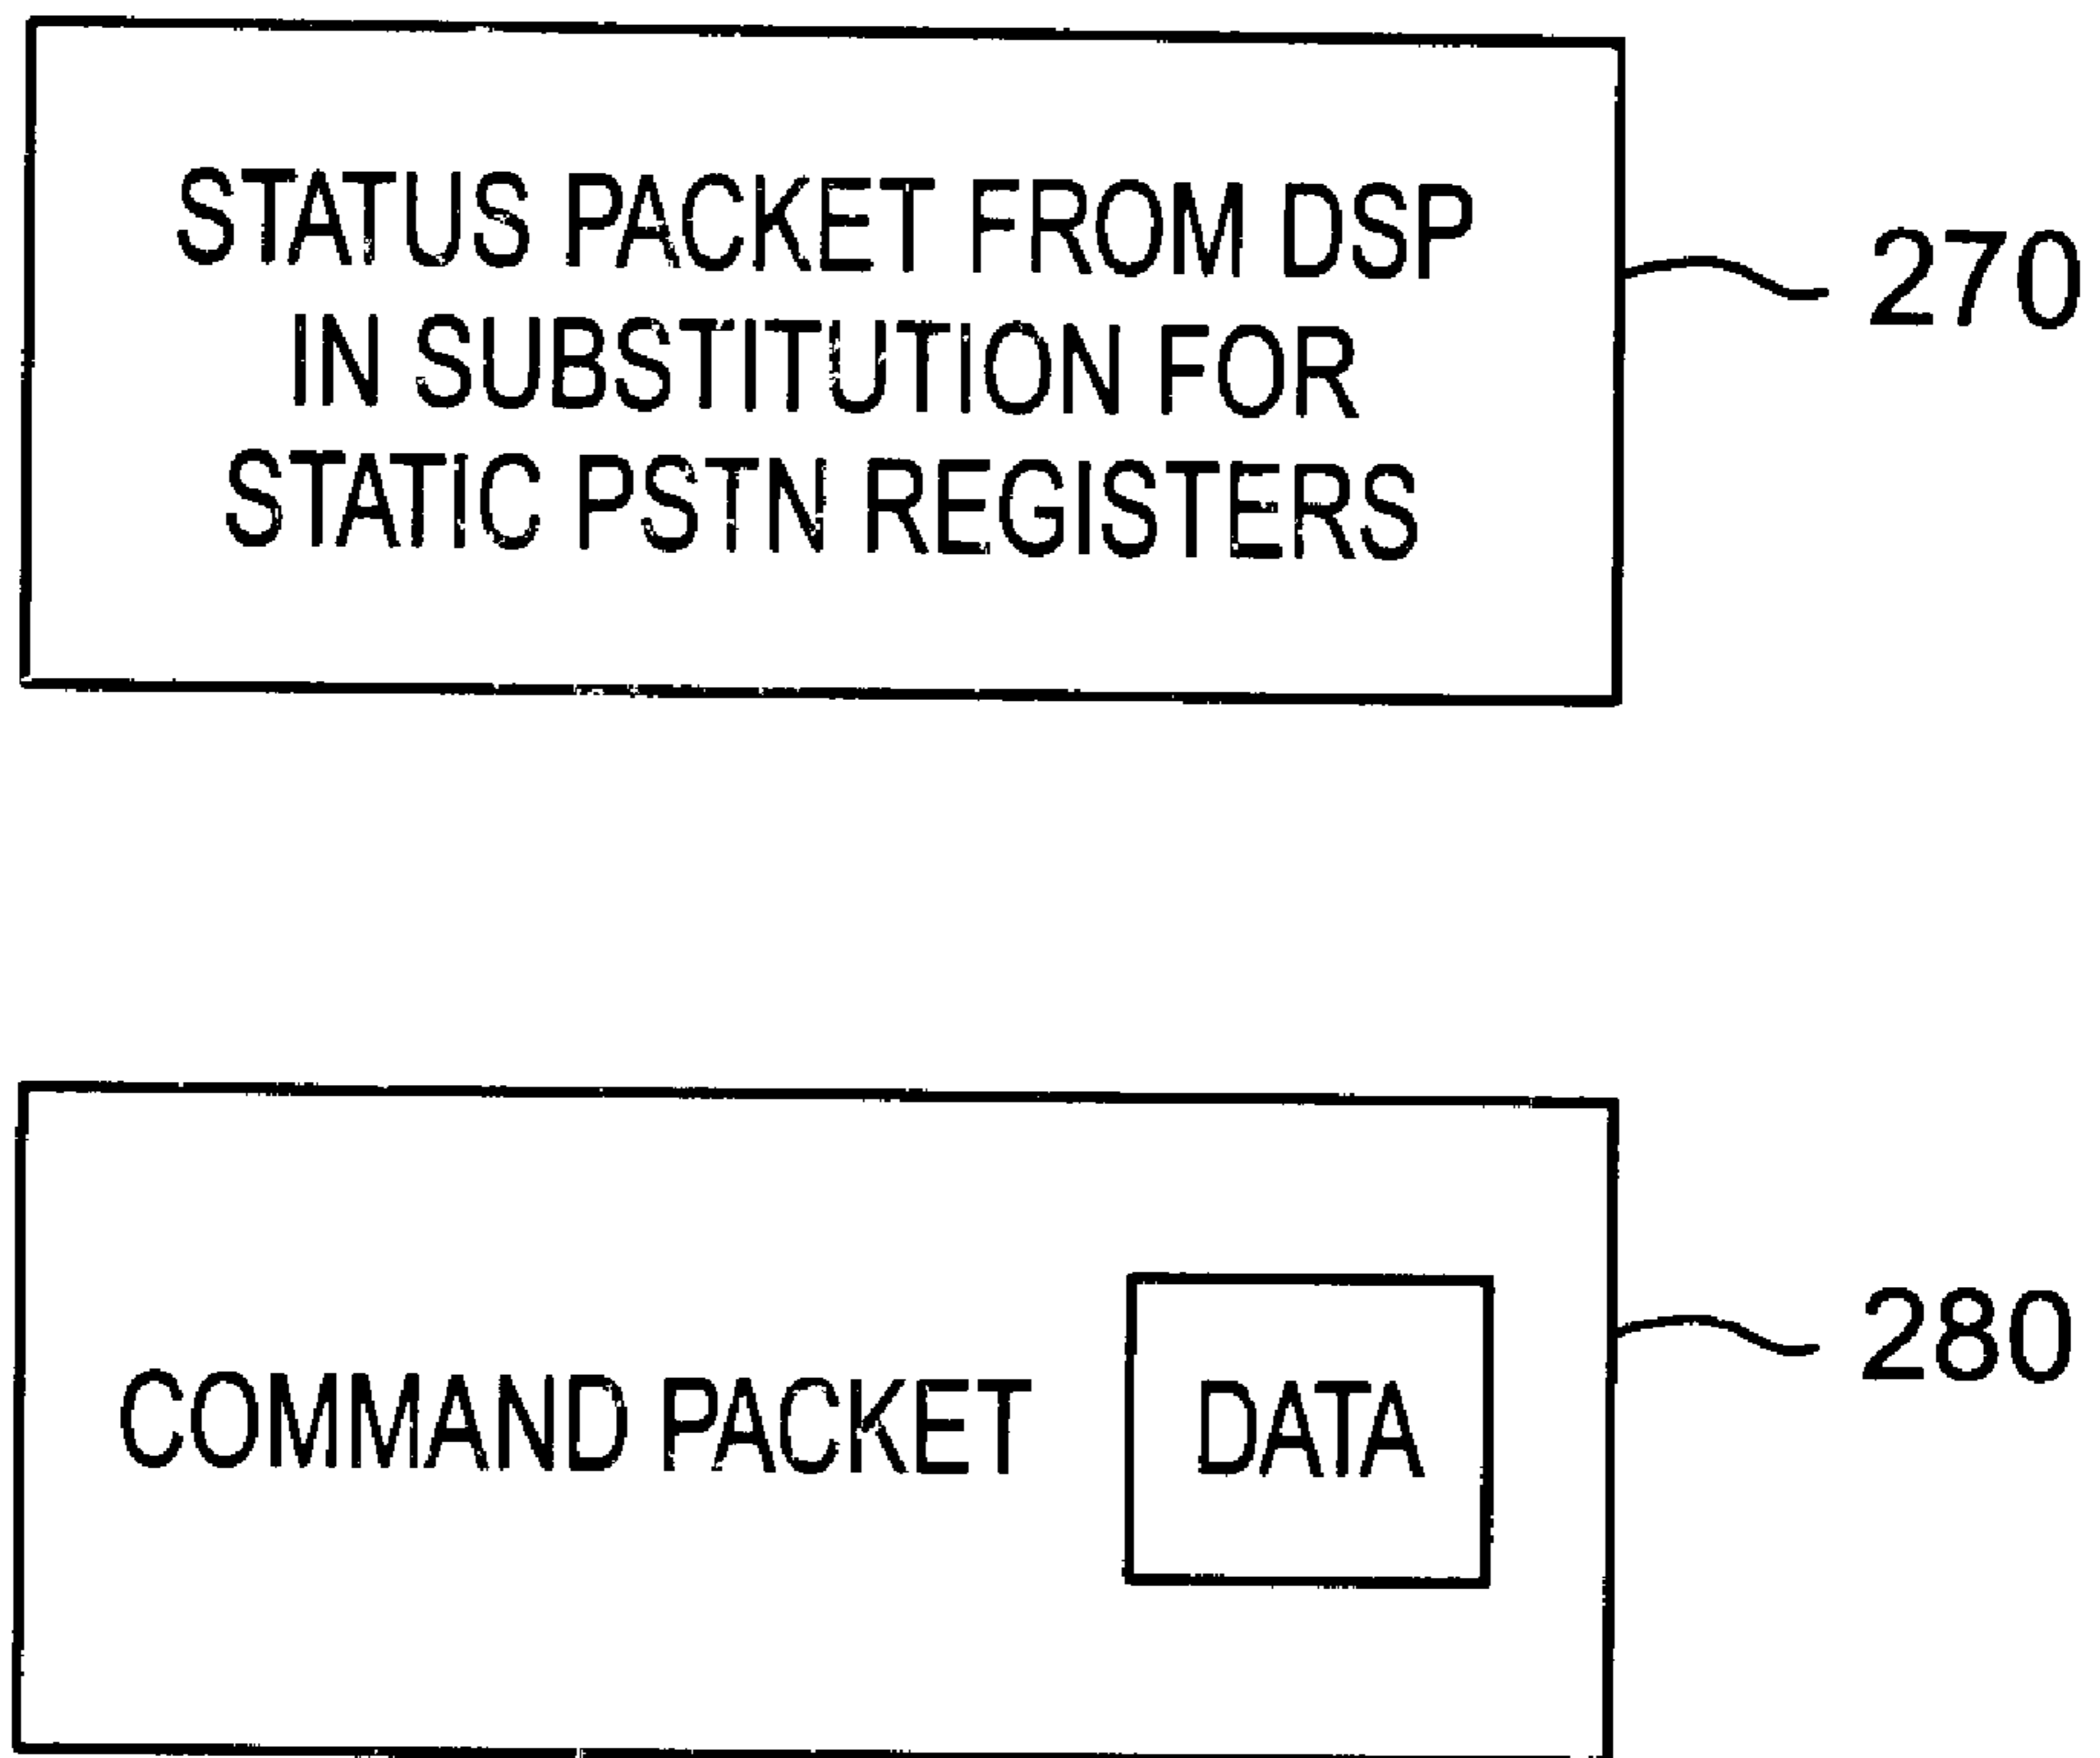 STATUS PACKET FROM DSP
IN SUBSTITUTION FOR
STATIC PSTN REGISTERS
270
COMMAND PACKET
DATA
280